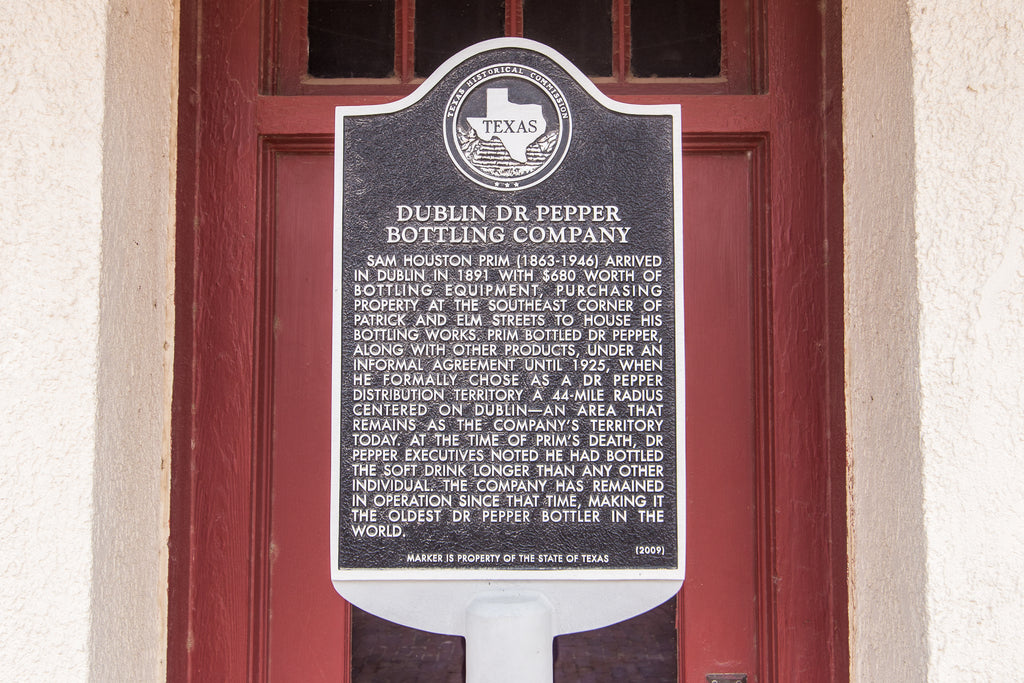 TEXAS HISTORICAL COMMISSION
TEXAS
DUBLIN DR PEPPER
BOTTLING COMPANY
SAM HOUSTON PRIM (1863-1946) ARRIVED
IN DUBLIN IN 1891 WITH $680 WORTH OF
BOTTLING EQUIPMENT, PURCHASING
PROPERTY AT THE SOUTHEAST CORNER OF
PATRICK AND ELM STREETS TO HOUSE HIS
BOTTLING WORKS. PRIM BOTTLED DR PEPPER,
ALONG WITH OTHER PRODUCTS, UNDER AN
INFORMAL AGREEMENT UNTIL 1925, WHEN
HE FORMALLY CHOSE AS A DR PEPPER
DISTRIBUTION TERRITORY A 44-MILE RADIUS
CENTERED ON DUBLIN—AN AREA THAT
REMAINS AS THE COMPANY'S TERRITORY
TODAY. AT THE TIME OF PRIM'S DEATH, DR
PEPPER EXECUTIVES NOTED HE HAD BOTTLED
THE SOFT DRINK LONGER THAN ANY OTHER
INDIVIDUAL. THE COMPANY HAS REMAINED
IN OPERATION SINCE THAT TIME, MAKING IT
THE OLDEST DR PEPPER BOTTLER IN THE
WORLD.
(2009)
MARKER IS PROPERTY OF THE STATE OF TEXAS